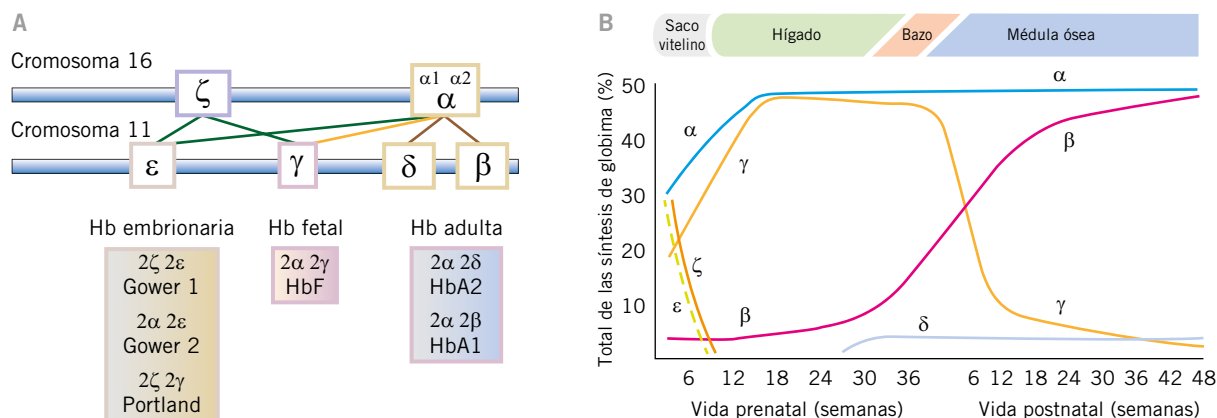 A
Cromosoma 16
ζ
α1 α2
α
Cromosoma 11
ε
γ
δ
β
Hb embrionaria
2ζ 2ε
Gower 1
2α 2ε
Gower 2
2ζ 2γ
Portland
Hb fetal
2α 2γ
HbF
Hb adulta
2α 2δ
HbA2
2α 2β
HbA1
B
Saco
vitelino
Hígado
Bazo
Médula ósea
Total de las síntesis de globima (%)
50
40
30
20
10
α
γ
ζ
ε
β
δ
α
β
γ
6 12 18 24 30 36 6 12 24 30 36 42 48
Vida prenatal (semanas)
Vida postnatal (semanas)